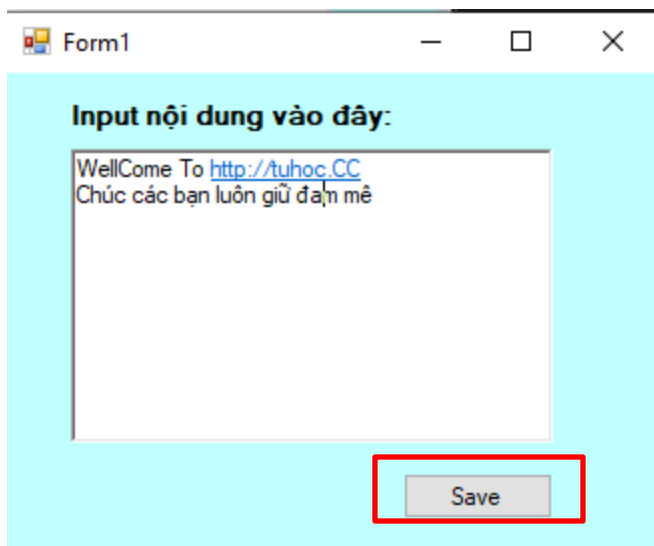 Form1
Input nội dung vào đây:
WellCome To http://tuhoc.CC
Chúc các bạn luôn giữ đam mê
Save